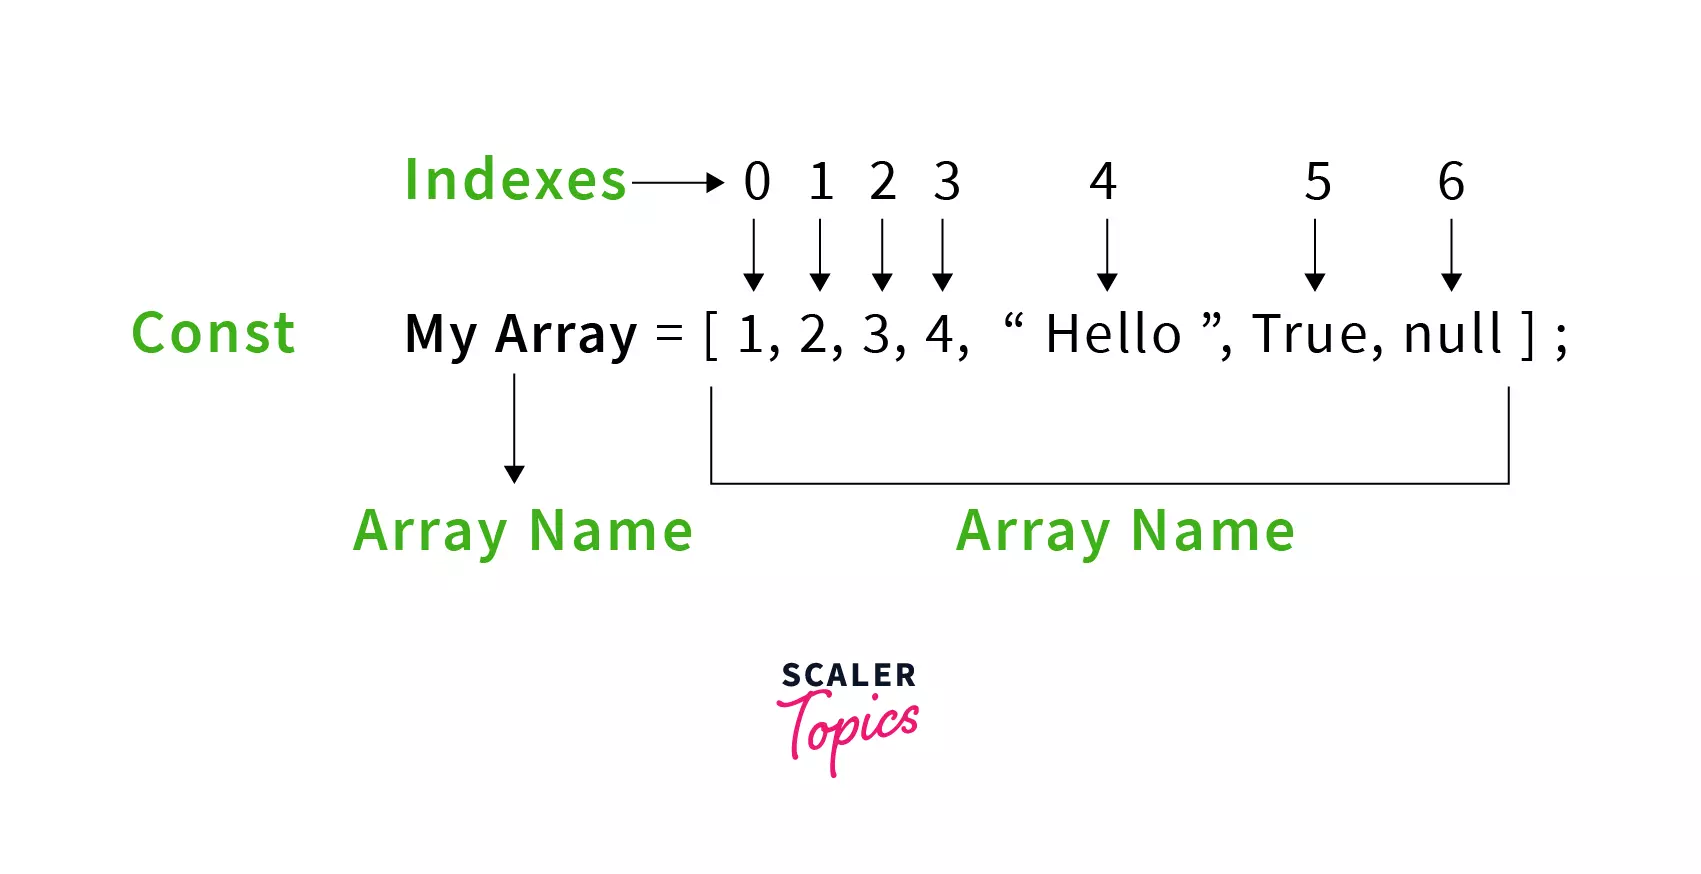 Indexes 0 1 2 3 4 5 6
Const My Array = [ 1, 2, 3, 4, “ Hello ”, True, null ] ;
Array Name Array Name
SCALER
Topics